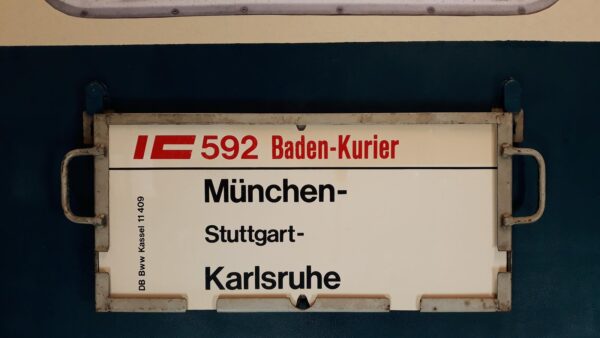 IC 592 Baden-Kurier
München-
Stuttgart-
Karlsruhe
DB Bww Kassel 11 409